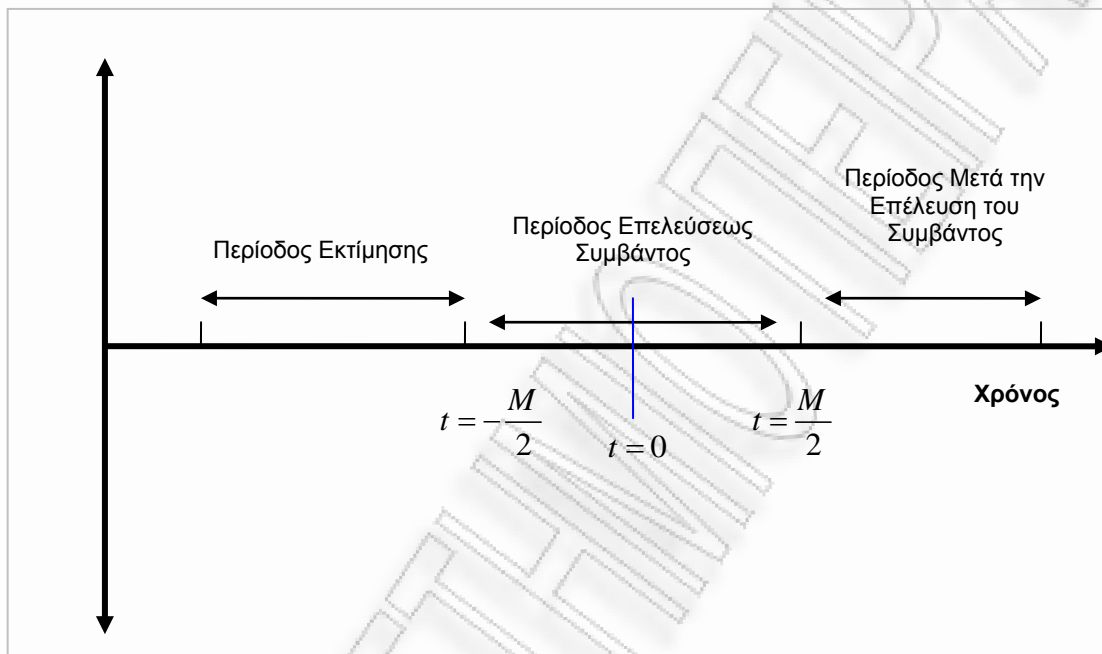 Περίοδος Εκτίμησης
Περίοδος Επελεύσεως
Συμβάντος
Περίοδος Μετά την
Επέλευση του
Συμβάντος
Χρόνος
t = -M/2
t = 0
t = M/2